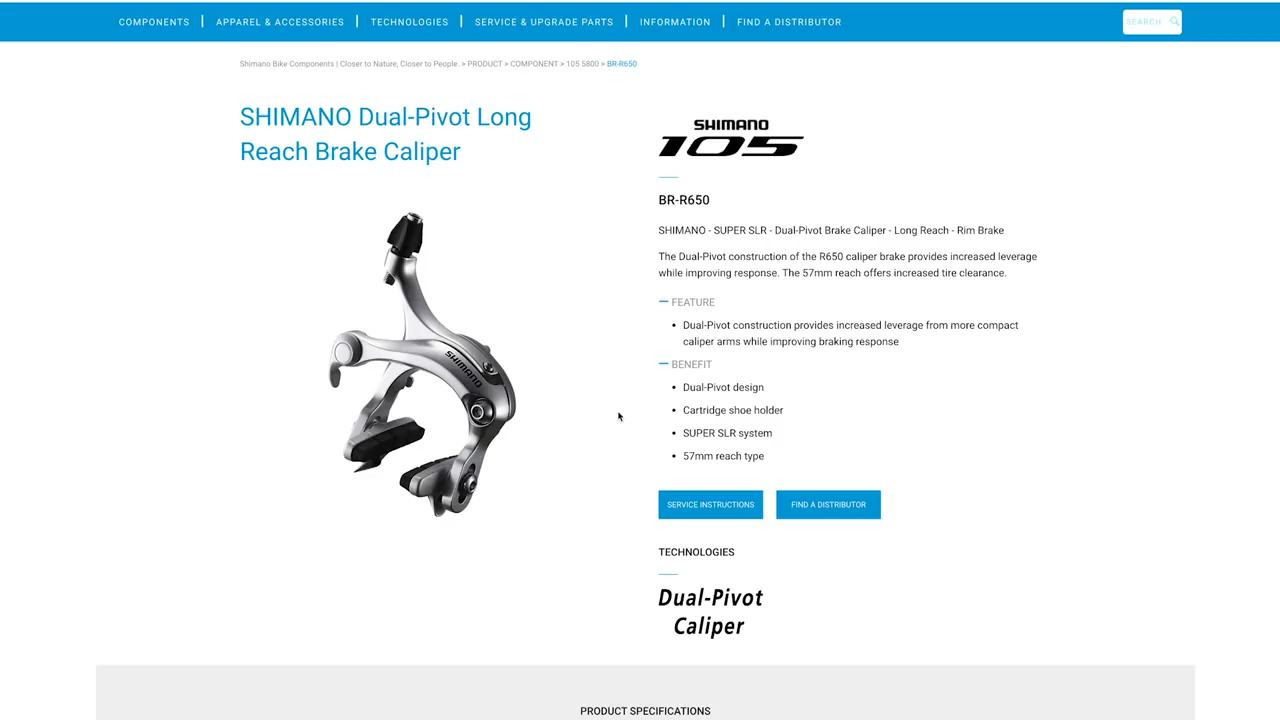 COMPONENTS | APPAREL & ACCESSORIES | TECHNOLOGIES | SERVICE & UPGRADE PARTS | INFORMATION | FIND A DISTRIBUTOR
SEARCH
Shimano Bike Components | Closer to Nature, Closer to People. > PRODUCT > COMPONENT > 105 5800 > BR-R650
SHIMANO Dual-Pivot Long
Reach Brake Caliper
SHIMANO
SHIMANO
105
BR-R650
SHIMANO - SUPER SLR - Dual-Pivot Brake Caliper - Long Reach - Rim Brake
The Dual-Pivot construction of the R650 caliper brake provides increased leverage
while improving response. The 57mm reach offers increased tire clearance.
FEATURE
• Dual-Pivot construction provides increased leverage from more compact
caliper arms while improving braking response
BENEFIT
• Dual-Pivot design
• Cartridge shoe holder
• SUPER SLR system
• 57mm reach type
SERVICE INSTRUCTIONS
FIND A DISTRIBUTOR
TECHNOLOGIES
Dual-Pivot
Caliper
PRODUCT SPECIFICATIONS